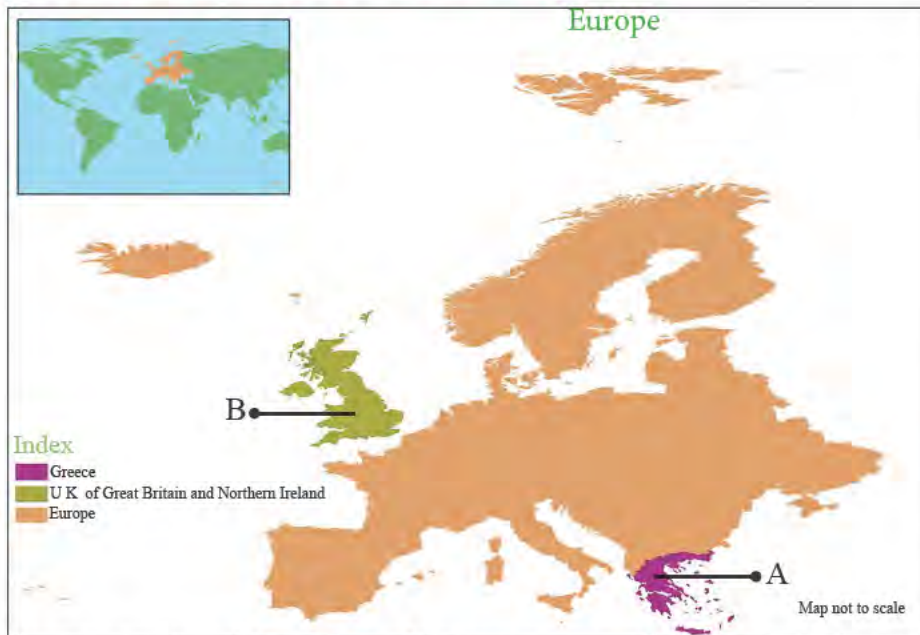 Europe
B
Index
Greece
U K of Great Britain and Northern Ireland
Europe
A
Map not to scale